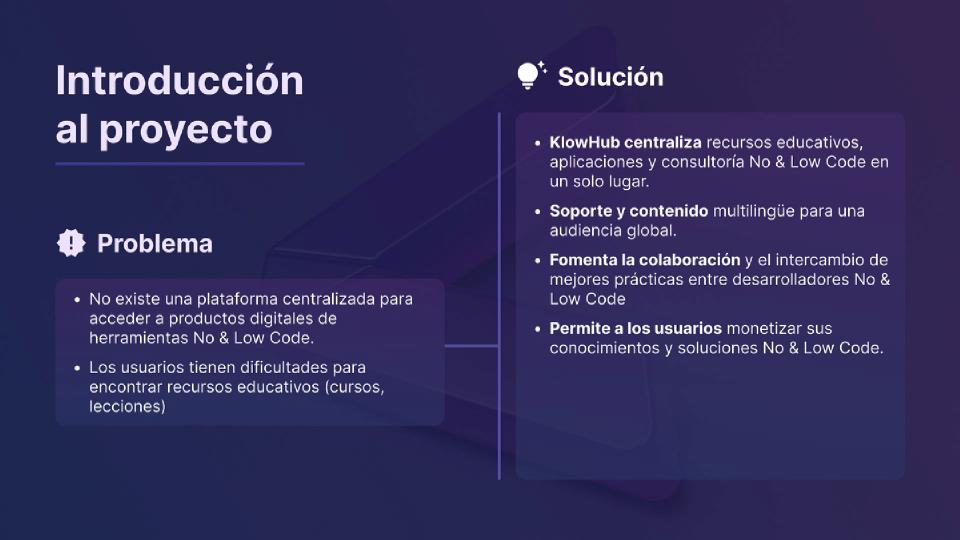 Introducción
al proyecto
Problema
• No existe una plataforma centralizada para
acceder a productos digitales de
herramientas No & Low Code.
• Los usuarios tienen dificultades para
encontrar recursos educativos (cursos,
lecciones)
Solución
• KlowHub centraliza recursos educativos,
aplicaciones y consultoría No & Low Code en
un solo lugar.
• Soporte y contenido multilingüe para una
audiencia global.
• Fomenta la colaboración y el intercambio de
mejores prácticas entre desarrolladores No &
Low Code
• Permite a los usuarios monetizar sus
conocimientos y soluciones No & Low Code.